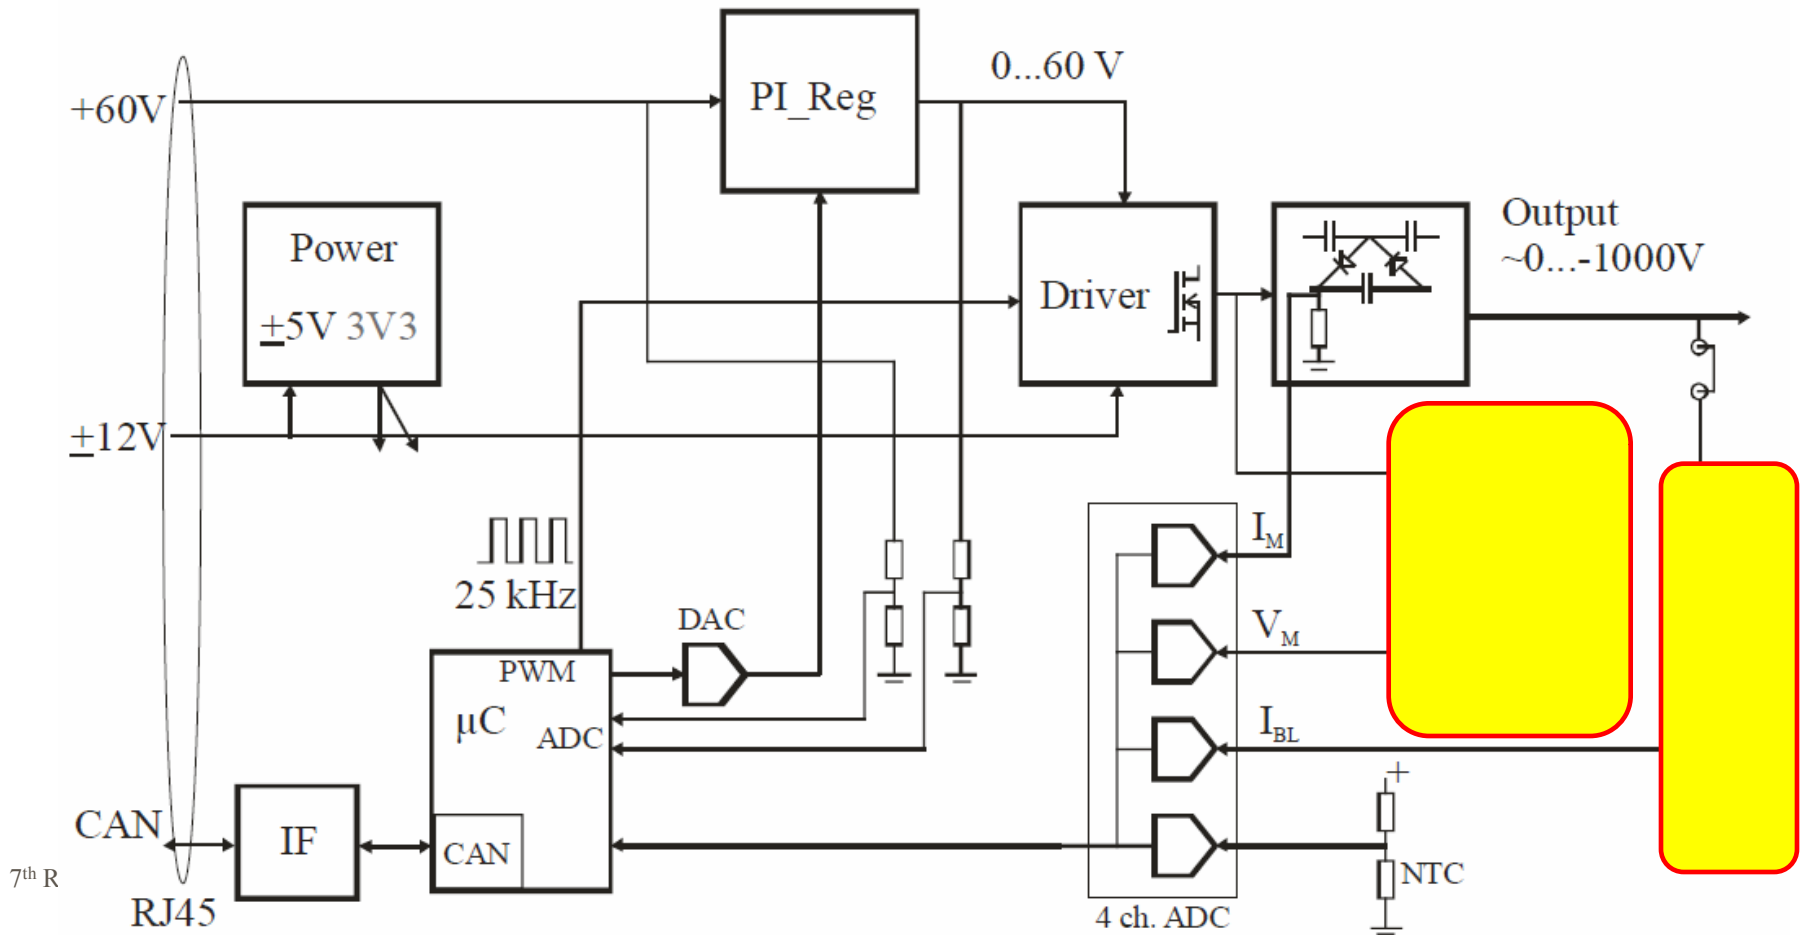 +60V
PI_Reg
0...60 V
Power
±5V 3V3
Driver
Output
~0...-1000V
±12V
25 kHz
DAC
I_M
V_M
I_BL
PWM
µC
ADC
CAN
IF
CAN
+
NTC
7th R
RJ45
4 ch. ADC